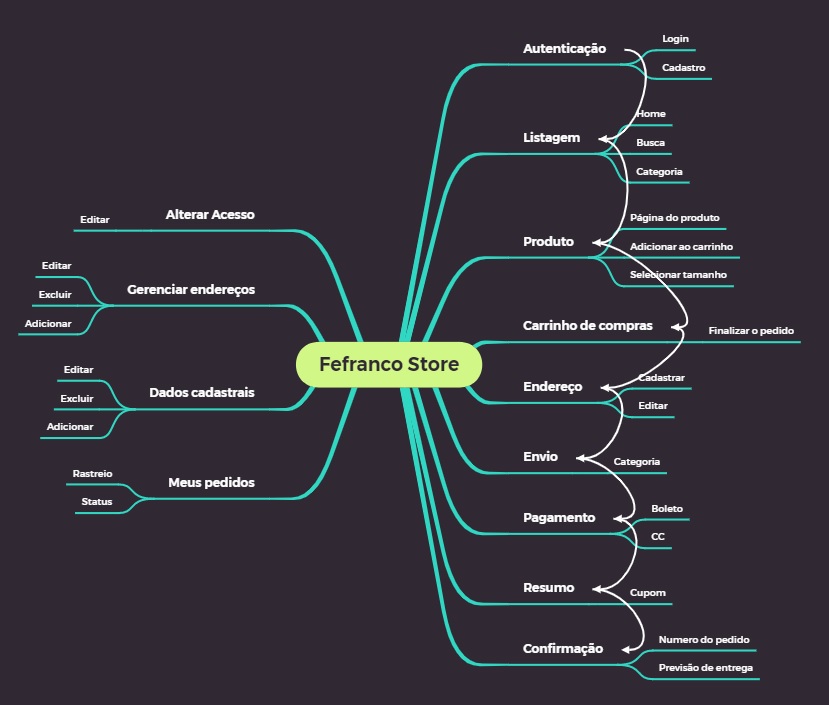 Fefranco Store
Autenticação
Login
Cadastro
Listagem
Home
Busca
Categoria
Produto
Página do produto
Adicionar ao carrinho
Selecionar tamanho
Carrinho de compras
Finalizar o pedido
Endereço
Cadastrar
Editar
Envio
Categoria
Pagamento
Boleto
CC
Resumo
Cupom
Confirmação
Numero do pedido
Previsão de entrega
Alterar Acesso
Editar
Gerenciar endereços
Editar
Excluir
Adicionar
Dados cadastrais
Editar
Excluir
Adicionar
Meus pedidos
Rastreio
Status